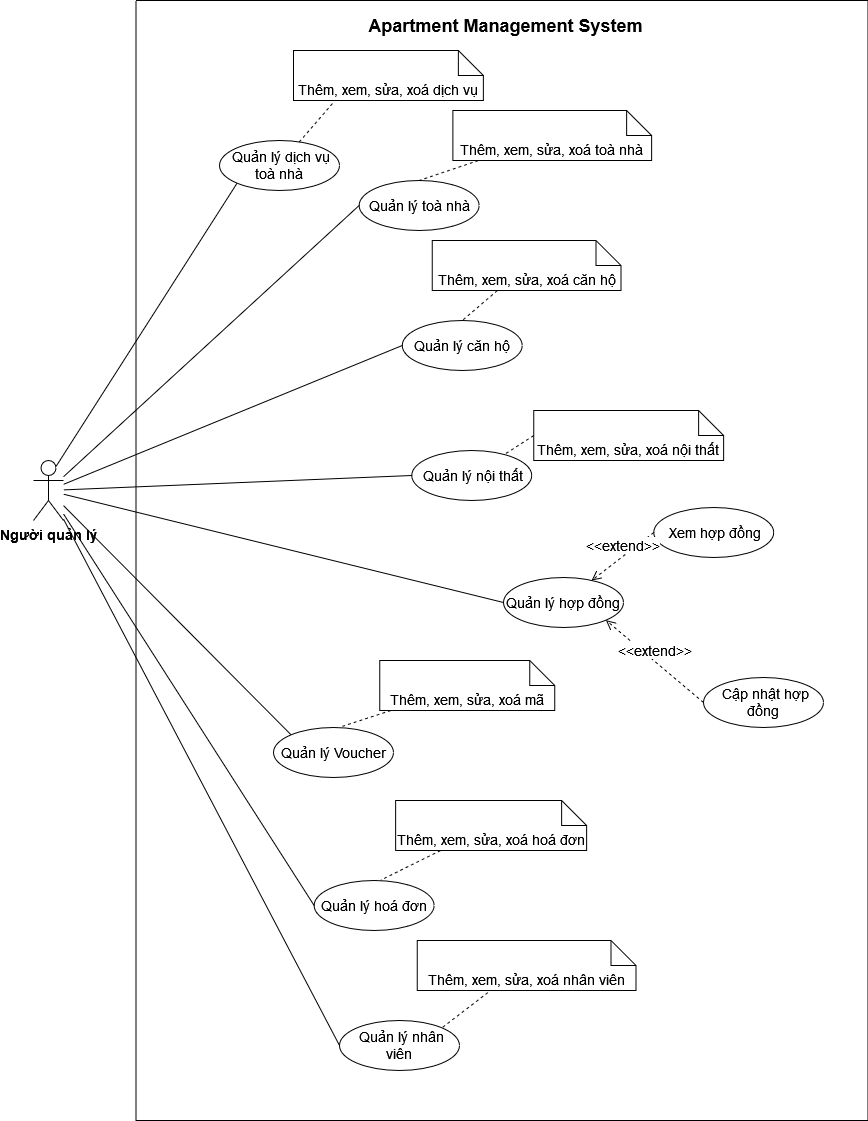 Apartment Management System
Thêm, xem, sửa, xoá dịch vụ
Quản lý dịch vụ
toà nhà
Thêm, xem, sửa, xoá toà nhà
Quản lý toà nhà
Thêm, xem, sửa, xoá căn hộ
Quản lý căn hộ
Thêm, xem, sửa, xoá nội thất
Quản lý nội thất
Người quản lý
Xem hợp đồng
<<extend>>
Quản lý hợp đồng
<<extend>>
Cập nhật hợp
đồng
Thêm, xem, sửa, xoá mã
Quản lý Voucher
Thêm, xem, sửa, xoá hoá đơn
Quản lý hoá đơn
Thêm, xem, sửa, xoá nhân viên
Quản lý nhân
viên